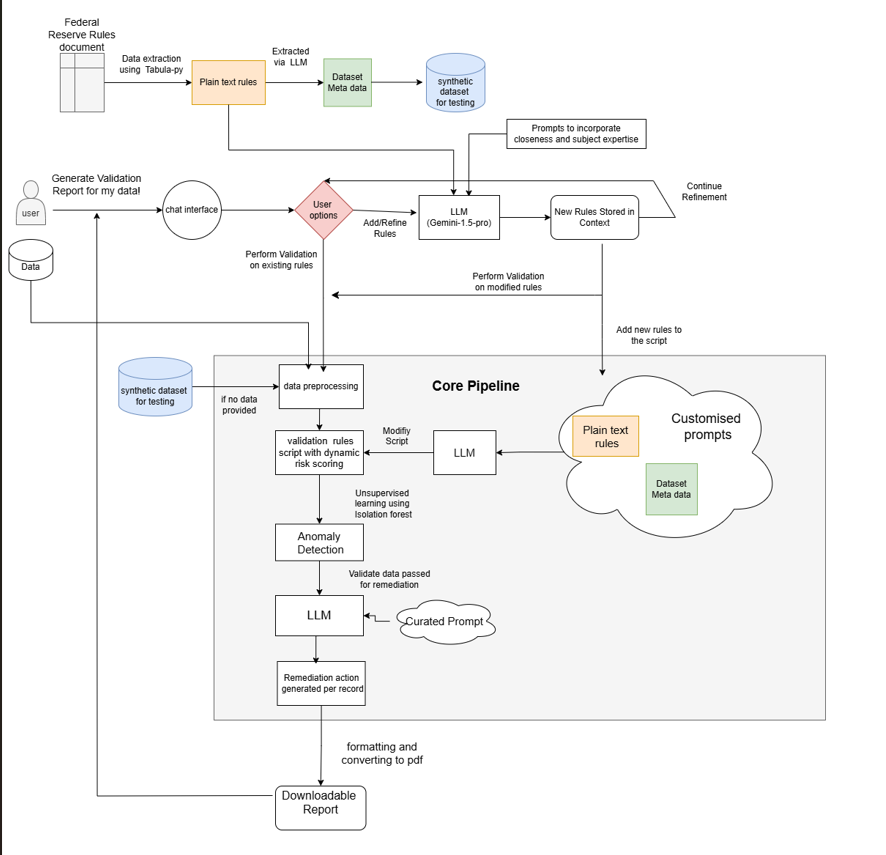 Federal
Reserve Rules
document
Data extraction
using Tabula-py
Plain text rules
Extracted
via LLM
Dataset
Meta data
synthetic
dataset
for testing
Prompts to incorporate
closeness and subject expertise
Generate Validation
Report for my data!
user
chat interface
User
options
Add/Refine
Rules
LLM
(Gemini-1.5-pro)
New Rules Stored in
Context
Continue
Refinement
Data
Perform Validation
on existing rules
Perform Validation
on modified rules
Add new rules to
the script
synthetic dataset
for testing
if no data
provided
data preprocessing
Core Pipeline
Customised
prompts
Plain text
rules
Dataset
Meta data
validation rules
script with dynamic
risk scoring
Modifiy
Script
LLM
Unsupervised
learning using
Isolation forest
Anomaly
Detection
Validate data passed
for remediation
LLM
Curated Prompt
Remediation action
generated per record
formatting and
converting to pdf
Downloadable
Report